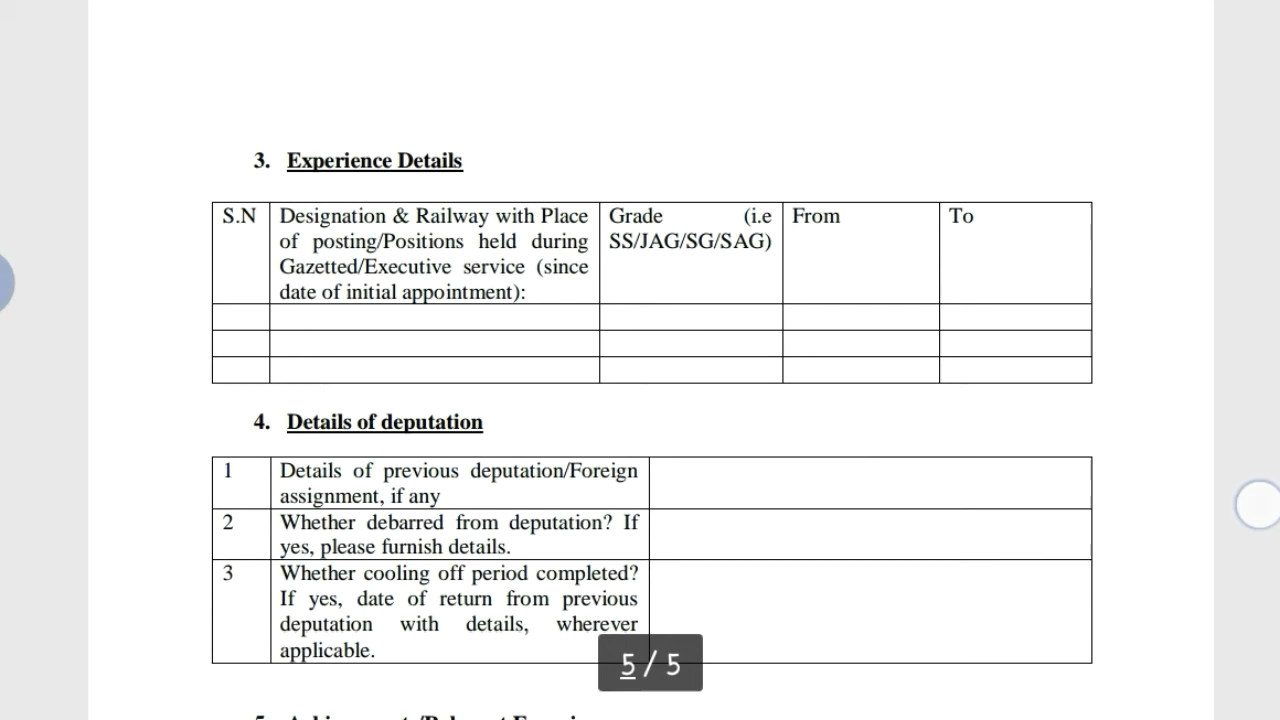 3. Experience Details
S.N
Designation & Railway with Place
of posting/Positions held during
Gazetted/Executive service (since
date of initial appointment):
Grade (i.e
SS/JAG/SG/SAG)
From
To
4. Details of deputation
1
Details of previous deputation/Foreign
assignment, if any
2
Whether debarred from deputation? If
yes, please furnish details.
3
Whether cooling off period completed?
If yes, date of return from previous
deputation with details, wherever
applicable.
5 / 5